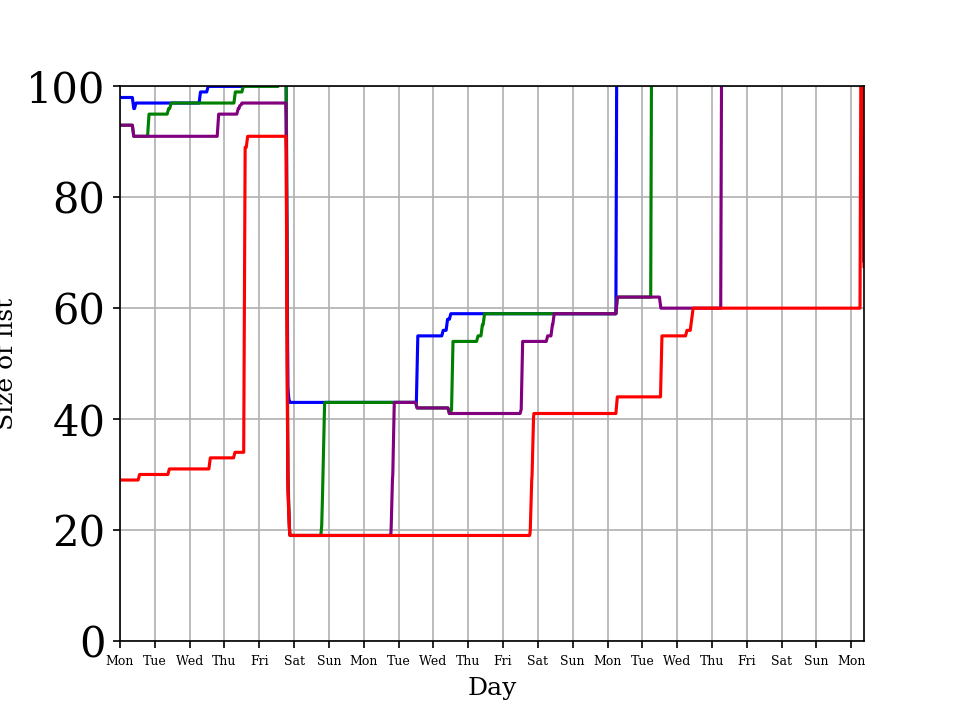 100
80
60
40
20
0
Size of list
Mon Tue Wed Thu Fri Sat Sun Mon Tue Wed Thu Fri Sat Sun Mon Tue Wed Thu Fri Sat Sun Mon
Day